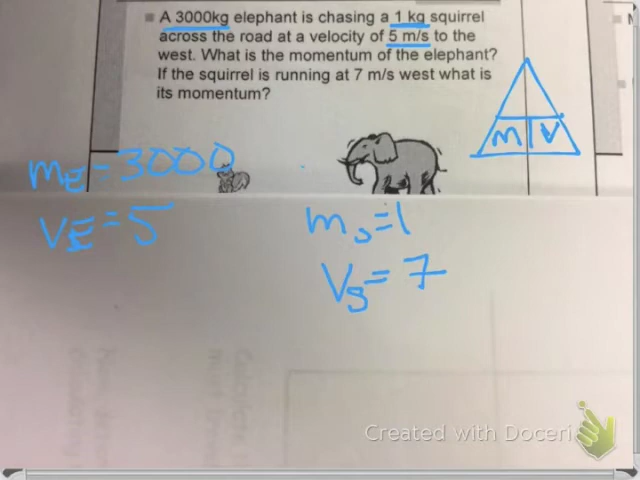 A 3000kg elephant is chasing a 1 kg squirrel
across the road at a velocity of 5 m/s to the
west. What is the momentum of the elephant?
If the squirrel is running at 7 m/s west what is
its momentum?
m V
mE = 3000
VE = 5
ms = 1
Vs = 7
Created with Doceri